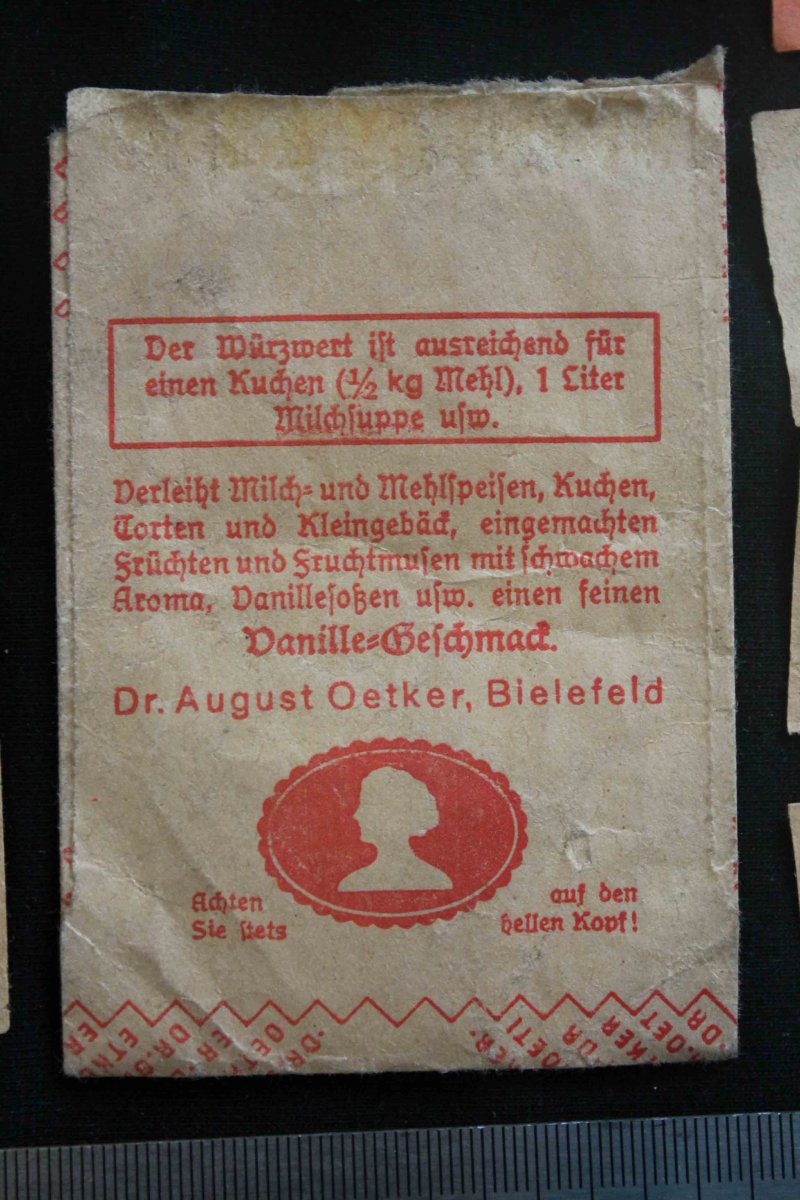 Der Würzwert ist ausreichend für
einen Kuchen (½ kg Mehl), 1 Liter
Milchsuppe usw.
Verleiht Milch= und Mehlspeisen, Kuchen,
Torten und Kleingebäck, eingemachten
Früchten und Fruchtmusen mit schwachem
Aroma, Vanillesoßen usw. einen feinen
Vanille=Geschmack.
Dr. August Oetker, Bielefeld
Achten auf den
Sie stets hellen Kopf!